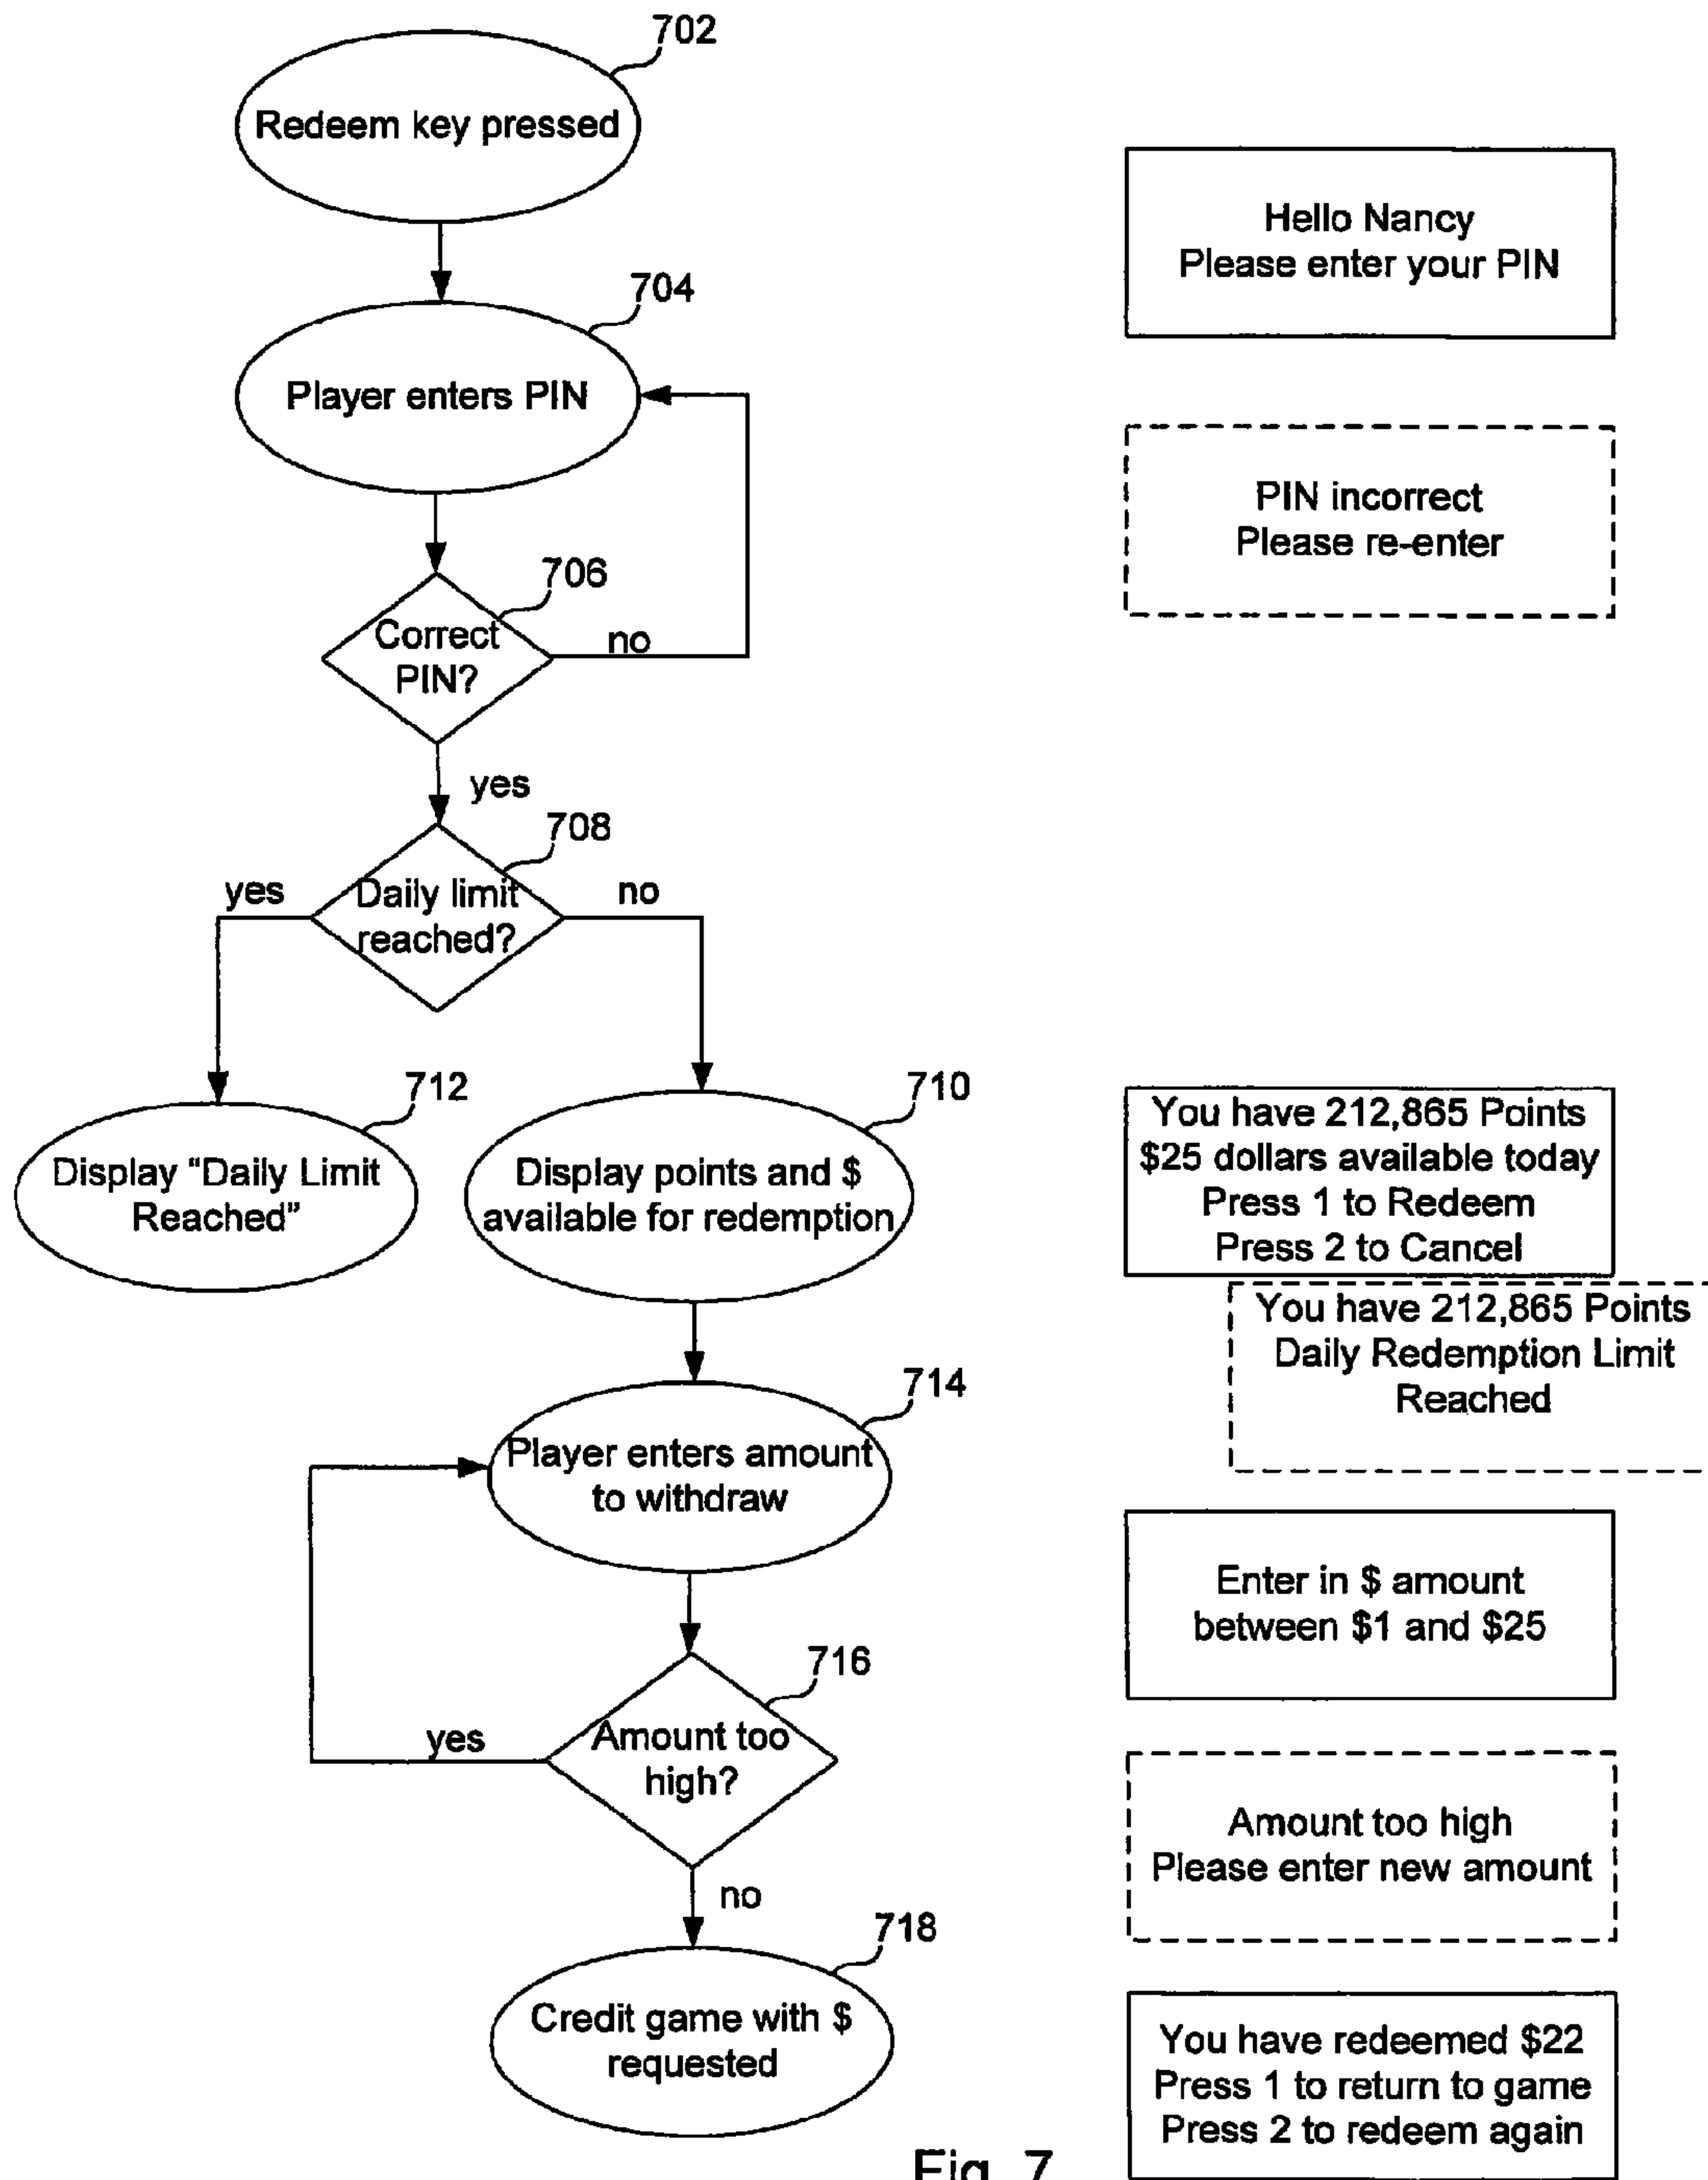 702
Redeem key pressed
Hello Nancy
Please enter your PIN
704
Player enters PIN
PIN incorrect
Please re-enter
706
Correct
PIN?
no
yes
708
Daily limit
reached?
yes
no
712
Display "Daily Limit
Reached"
710
Display points and $
available for redemption
You have 212,865 Points
$25 dollars available today
Press 1 to Redeem
Press 2 to Cancel
You have 212,865 Points
Daily Redemption Limit
Reached
714
Player enters amount
to withdraw
Enter in $ amount
between $1 and $25
716
Amount too
high?
yes
no
Amount too high
Please enter new amount
718
Credit game with $
requested
You have redeemed $22
Press 1 to return to game
Press 2 to redeem again
Fig. 7